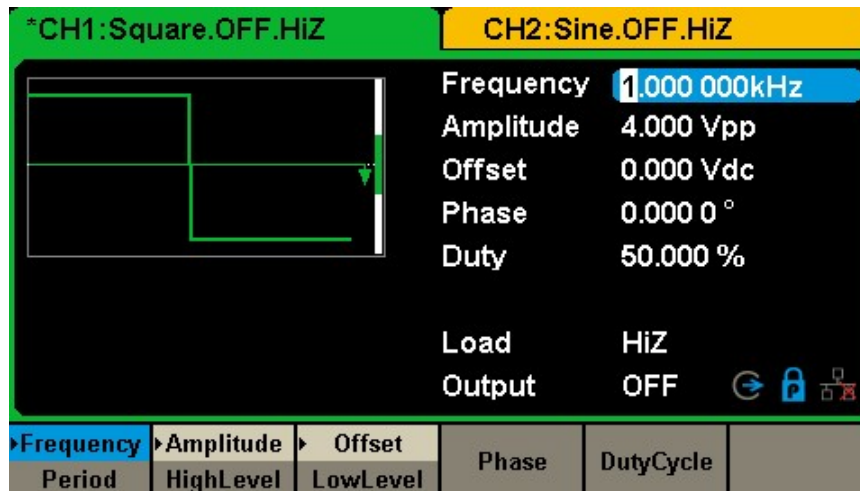 *CH1:Square.OFF.HiZ
CH2:Sine.OFF.HiZ
Frequency 1.000 000kHz
Amplitude 4.000 Vpp
Offset 0.000 Vdc
Phase 0.000 0 °
Duty 50.000 %
Load HiZ
Output OFF
P
Frequency Amplitude Offset Phase DutyCycle
Period HighLevel LowLevel